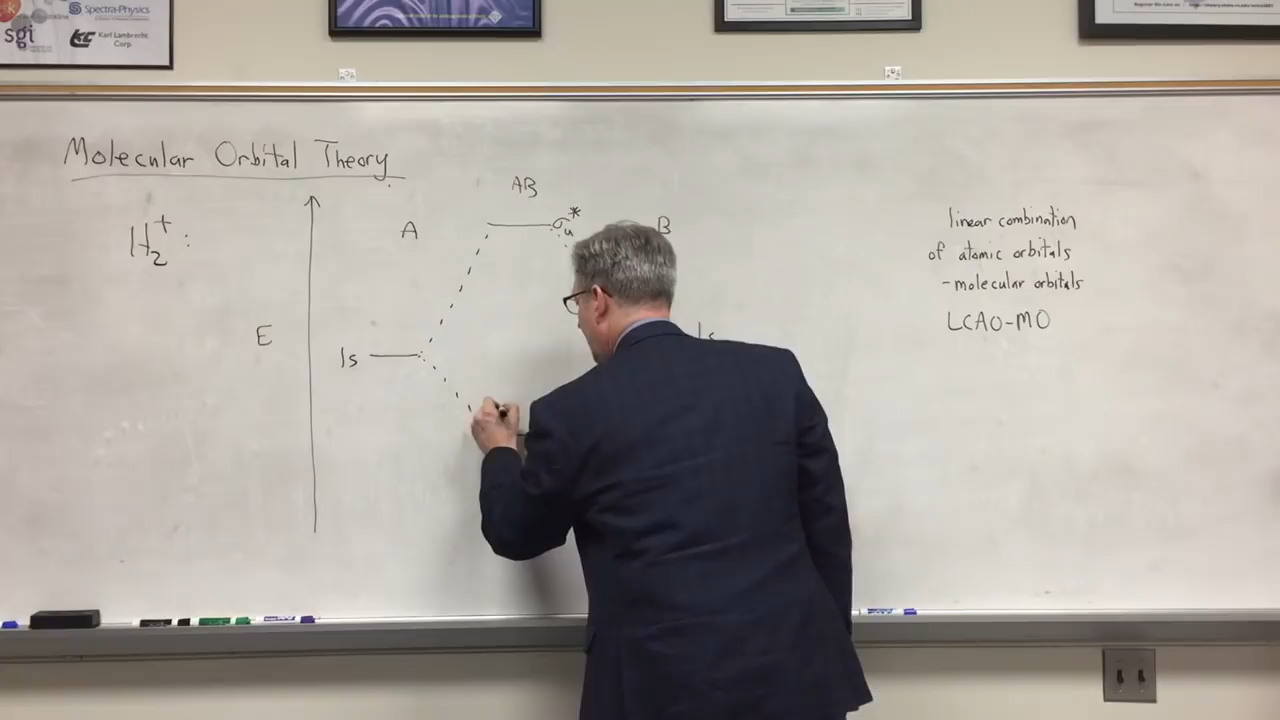 Spectra-Physics
sgi
Karl Lambrecht
Corp.
Molecular Orbital Theory
H₂⁺ :
E
A
AB
B
σᵤ*
1s
1s
linear combination
of atomic orbitals
- molecular orbitals
LCAO-MO